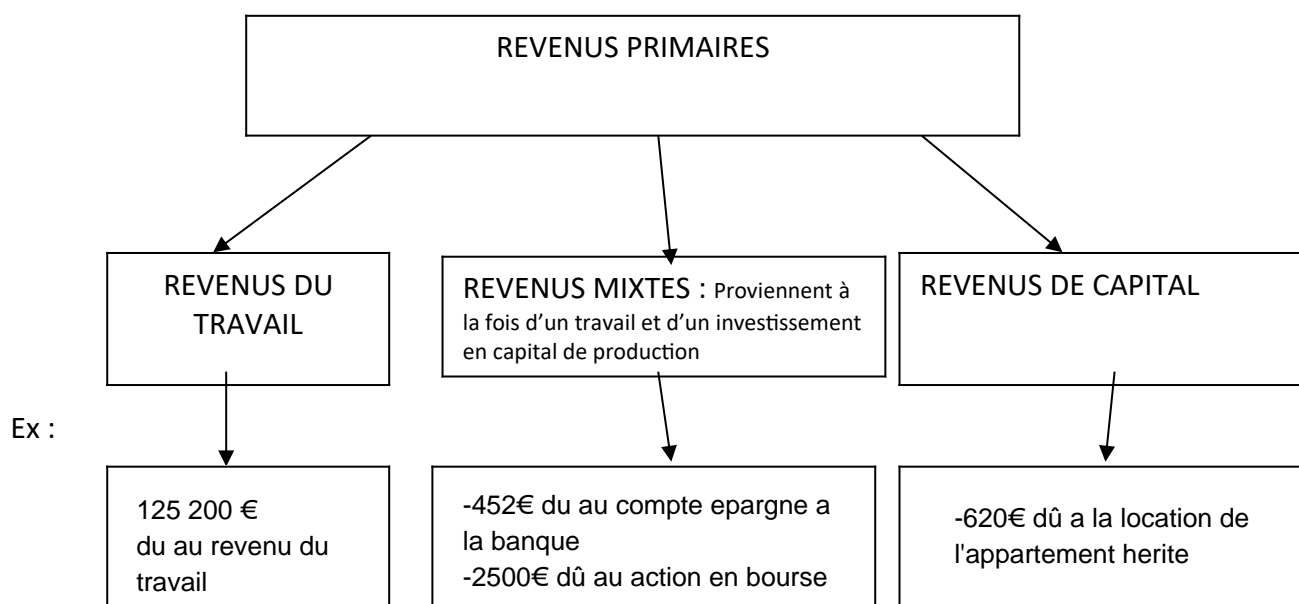 REVENUS PRIMAIRES
REVENUS DU
TRAVAIL
REVENUS MIXTES : Proviennent à
la fois d’un travail et d’un investissement
en capital de production
REVENUS DE CAPITAL
Ex :
125 200 €
du au revenu du
travail
-452€ du au compte epargne a
la banque
-2500€ dû au action en bourse
-620€ dû a la location de
l'appartement herite